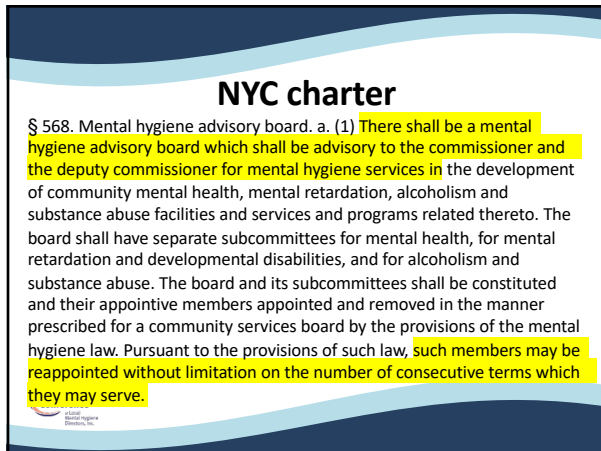 NYC charter
§ 568. Mental hygiene advisory board. a. (1) There shall be a mental
hygiene advisory board which shall be advisory to the commissioner and
the deputy commissioner for mental hygiene services in the development
of community mental health, mental retardation, alcoholism and
substance abuse facilities and services and programs related thereto. The
board shall have separate subcommittees for mental health, for mental
retardation and developmental disabilities, and for alcoholism and
substance abuse. The board and its subcommittees shall be constituted
and their appointive members appointed and removed in the manner
prescribed for a community services board by the provisions of the mental
hygiene law. Pursuant to the provisions of such law, such members may be
reappointed without limitation on the number of consecutive terms which
they may serve.
of Local
Mental Hygiene
Directors, Inc.